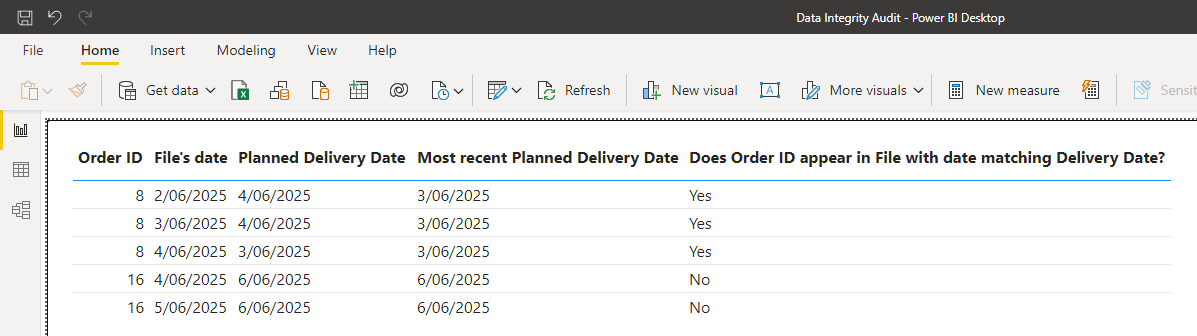 Data Integrity Audit - Power BI Desktop
File Home Insert Modeling View Help
Get data Refresh New visual More visuals New measure Sensit
Order ID File's date Planned Delivery Date Most recent Planned Delivery Date Does Order ID appear in File with date matching Delivery Date?
8 2/06/2025 4/06/2025 3/06/2025 Yes
8 3/06/2025 4/06/2025 3/06/2025 Yes
8 4/06/2025 3/06/2025 3/06/2025 Yes
16 4/06/2025 6/06/2025 6/06/2025 No
16 5/06/2025 6/06/2025 6/06/2025 No